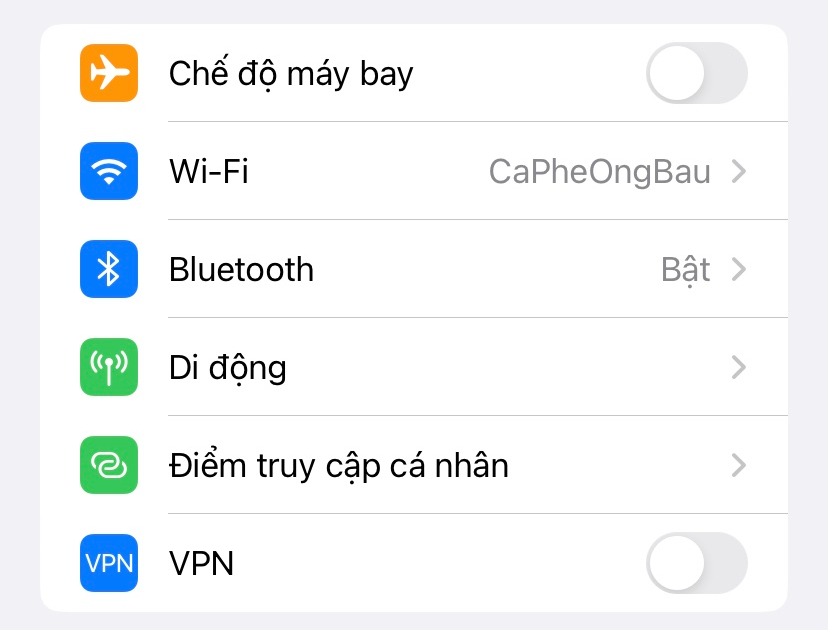 Chế độ máy bay
Wi-Fi CaPheOngBau
Bluetooth Bật
Di động
Điểm truy cập cá nhân
VPN VPN